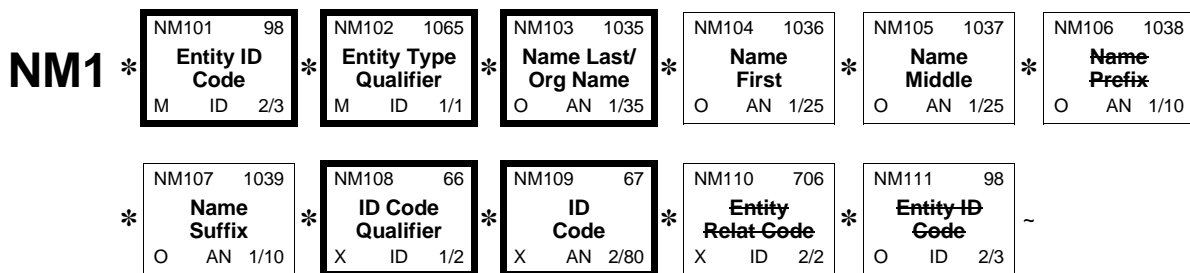 NM101 98 NM102 1065 NM103 1035 NM104 1036 NM105 1037 NM106 1038
NM1 * Entity ID * Entity Type * Name Last/ * Name * Name * Name
Code Qualifier Org Name First Middle Prefix
M ID 2/3 M ID 1/1 O AN 1/35 O AN 1/25 O AN 1/25 O AN 1/10
NM107 1039 NM108 66 NM109 67 NM110 706 NM111 98
* Name * ID Code * ID * Entity * Entity ID ~
Suffix Qualifier Code Relat Code Code
O AN 1/10 X ID 1/2 X AN 2/80 X ID 2/2 O ID 2/3